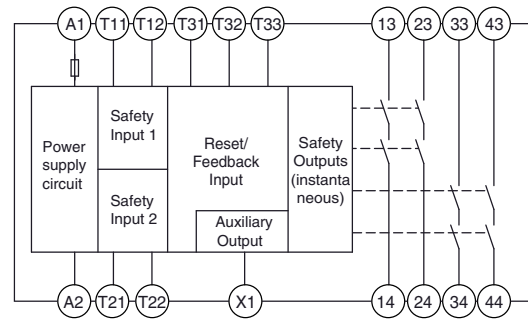 A1 T11 T12 T31 T32 T33 13 23 33 43
Power
supply
circuit
Safety
Input 1
Safety
Input 2
Reset/
Feedback
Input
Auxiliary
Output
Safety
Outputs
(instanta
neous)
A2 T21 T22 X1 14 24 34 44